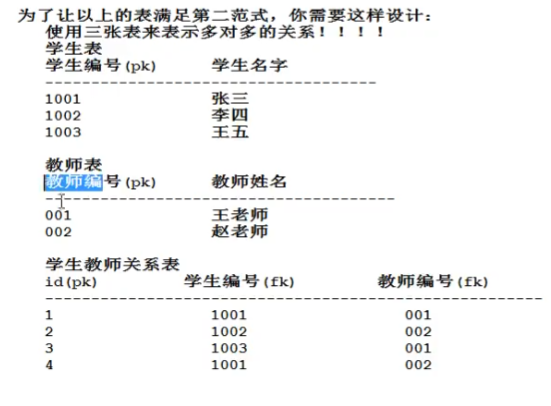 为了让以上的表满足第二范式，你需要这样设计：
使用三张表来表示多对多的关系！！！！
学生表
学生编号(pk) 学生名字
------------------------------------
1001 张三
1002 李四
1003 王五
教师表
教师编号(pk) 教师姓名
--------------------------------------
001 王老师
002 赵老师
学生教师关系表
id(pk) 学生编号(fk) 教师编号(fk)
------------------------------------------------------
1 1001 001
2 1002 002
3 1003 001
4 1001 002